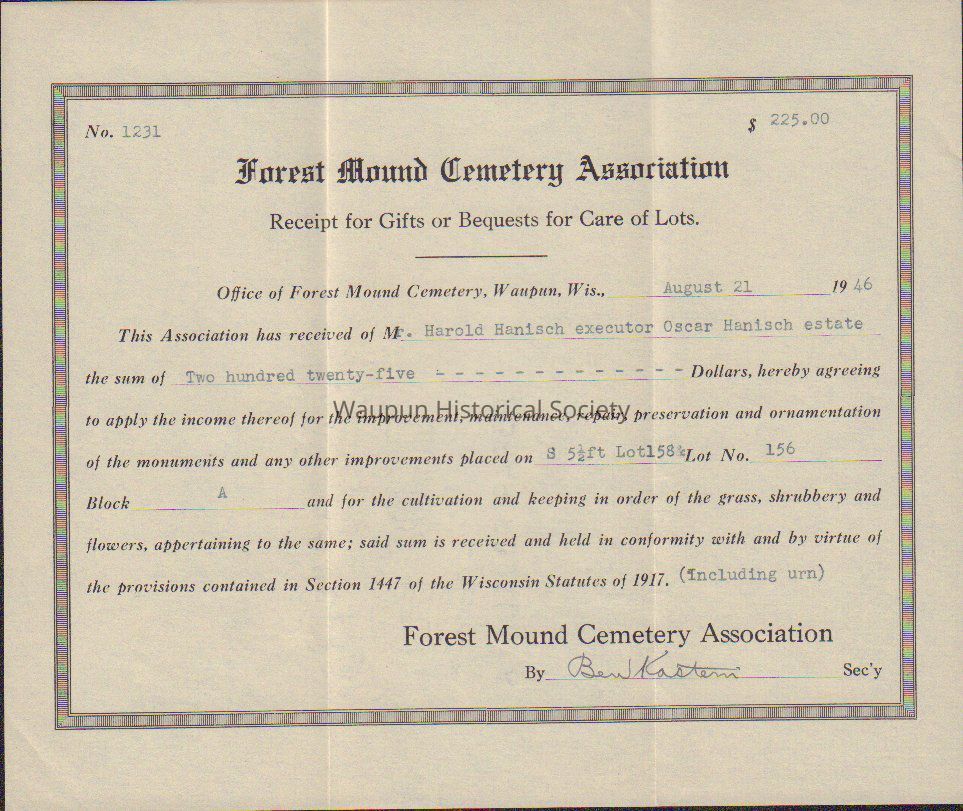 No. 1231 $ 225.00
Forest Mound Cemetery Association
Receipt for Gifts or Bequests for Care of Lots.
Office of Forest Mound Cemetery, Waupun, Wis., August 21 1946
This Association has received of Mr. Harold Hanisch executor Oscar Hanisch estate
the sum of Two hundred twenty-five - - - - - - - - - - - - - Dollars, hereby agreeing
to apply the income thereof for the improvement, maintenance, repair, preservation and ornamentation
Waupun Historical Society
of the monuments and any other improvements placed on S 5½ft Lot158& Lot No. 156
Block A and for the cultivation and keeping in order of the grass, shrubbery and
flowers, appertaining to the same; said sum is received and held in conformity with and by virtue of
the provisions contained in Section 1447 of the Wisconsin Statutes of 1917. (Including urn)
Forest Mound Cemetery Association
By Ben Kastein Sec'y